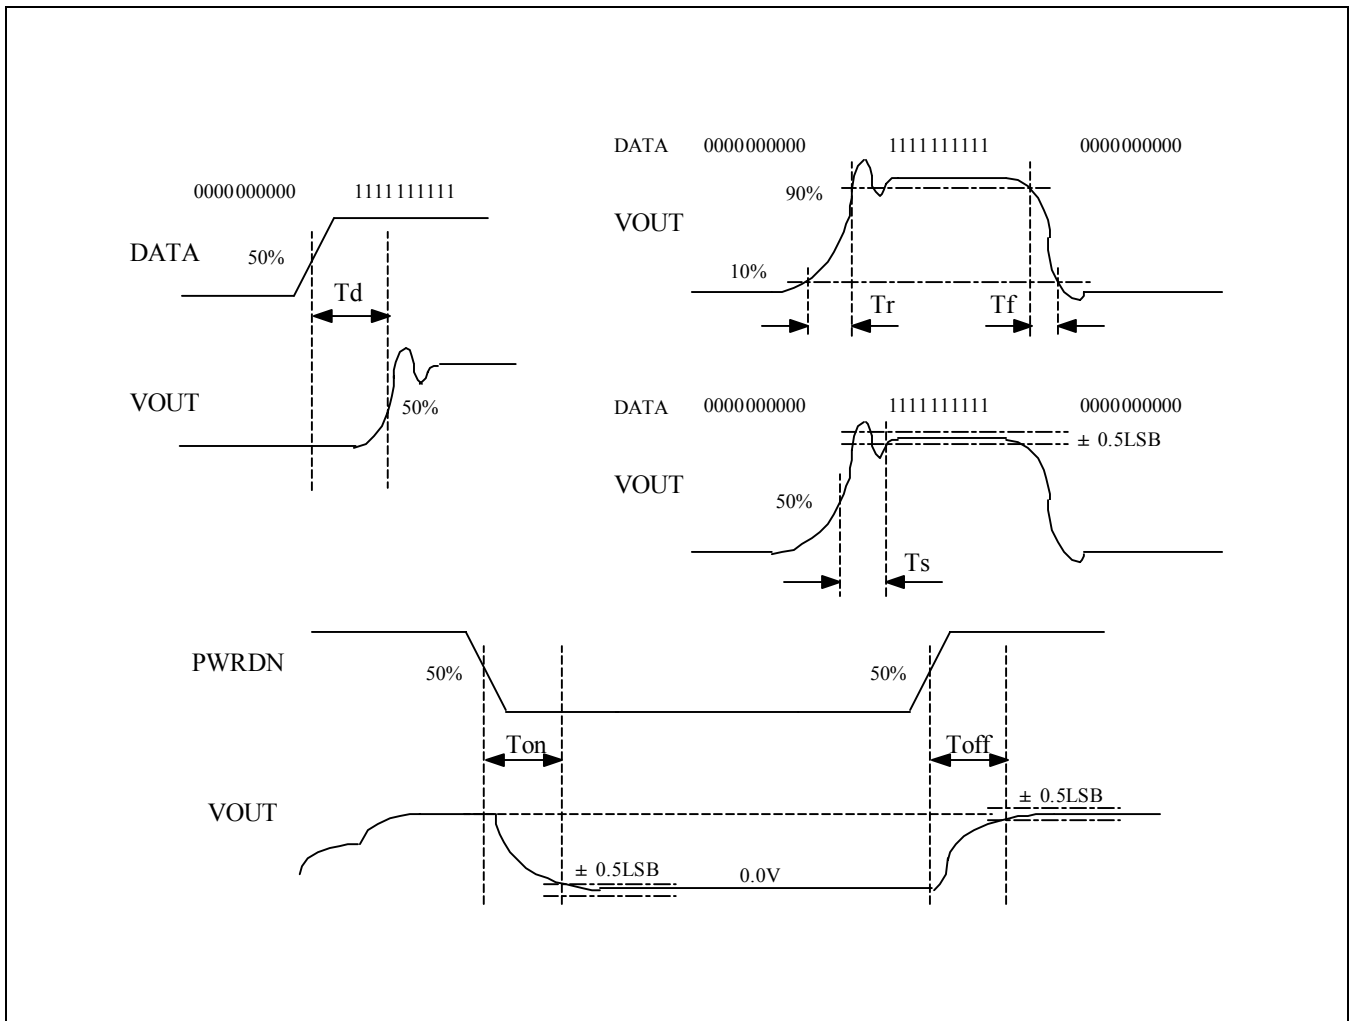 0000000000 1111111111
DATA 50%
Td
VOUT 50%
DATA 0000000000 1111111111 0000000000
90%
VOUT
10%
Tr Tf
DATA 0000000000 1111111111 0000000000
± 0.5LSB
VOUT 50%
Ts
PWRDN 50% 50%
Ton Toff
VOUT ± 0.5LSB
± 0.5LSB 0.0V